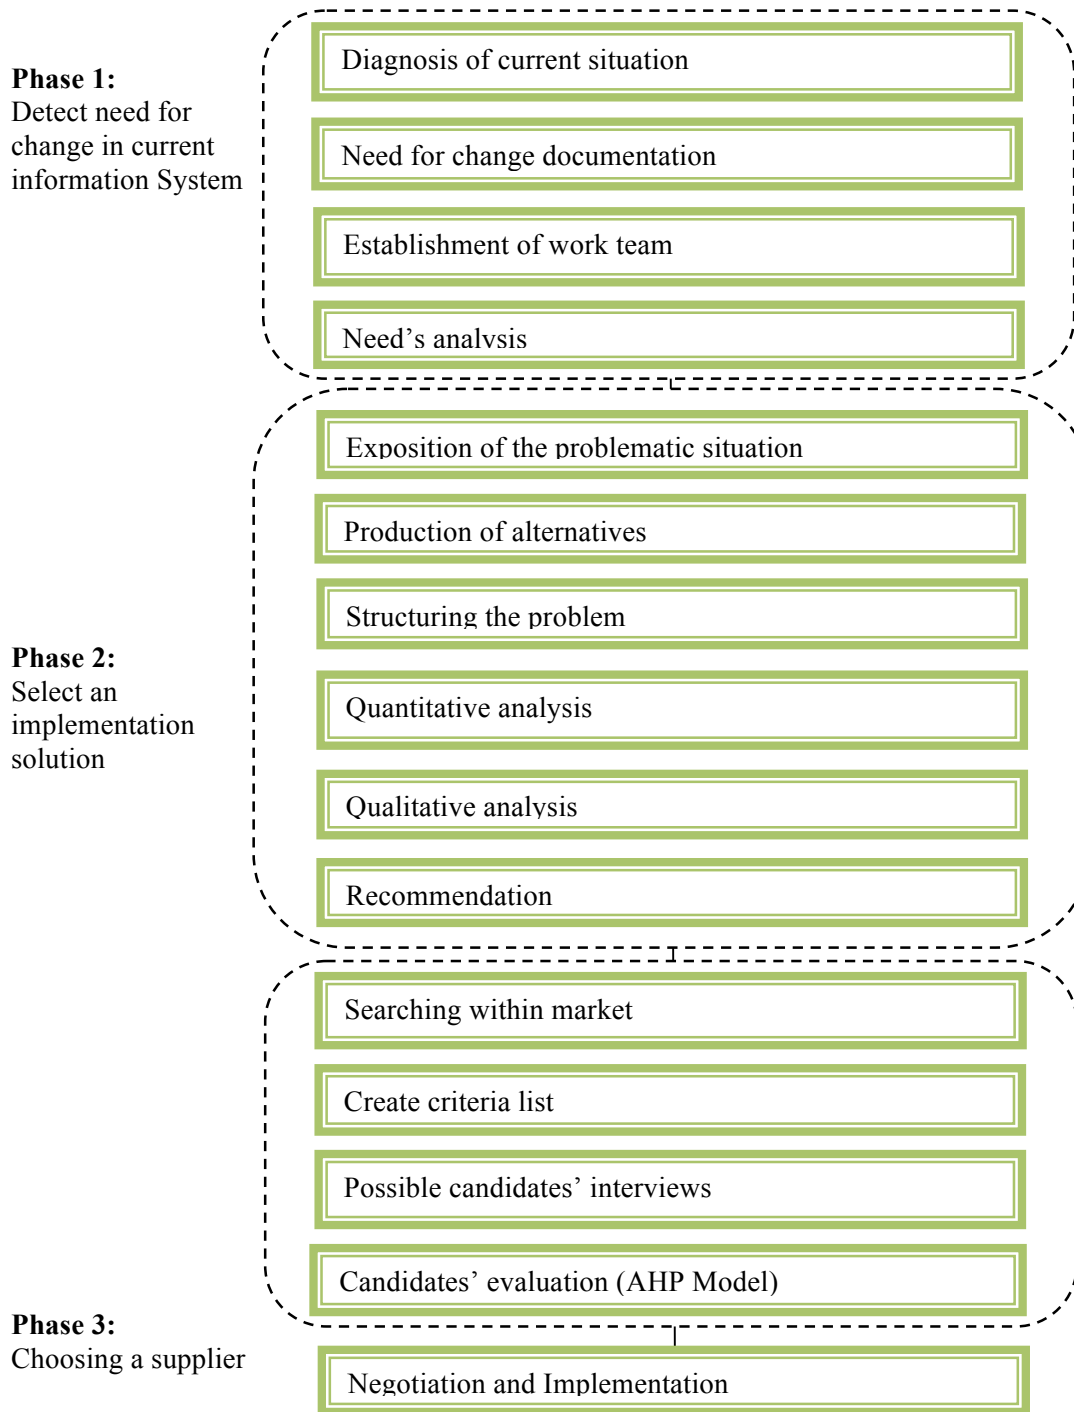 Phase 1:
Detect need for
change in current
information System
Diagnosis of current situation
Need for change documentation
Establishment of work team
Need’s analysis
Phase 2:
Select an
implementation
solution
Exposition of the problematic situation
Production of alternatives
Structuring the problem
Quantitative analysis
Qualitative analysis
Recommendation
Searching within market
Create criteria list
Possible candidates’ interviews
Candidates’ evaluation (AHP Model)
Phase 3:
Choosing a supplier
Negotiation and Implementation